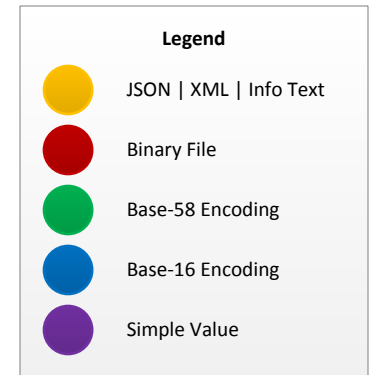 Legend
JSON | XML | Info Text
Binary File
Base-58 Encoding
Base-16 Encoding
Simple Value